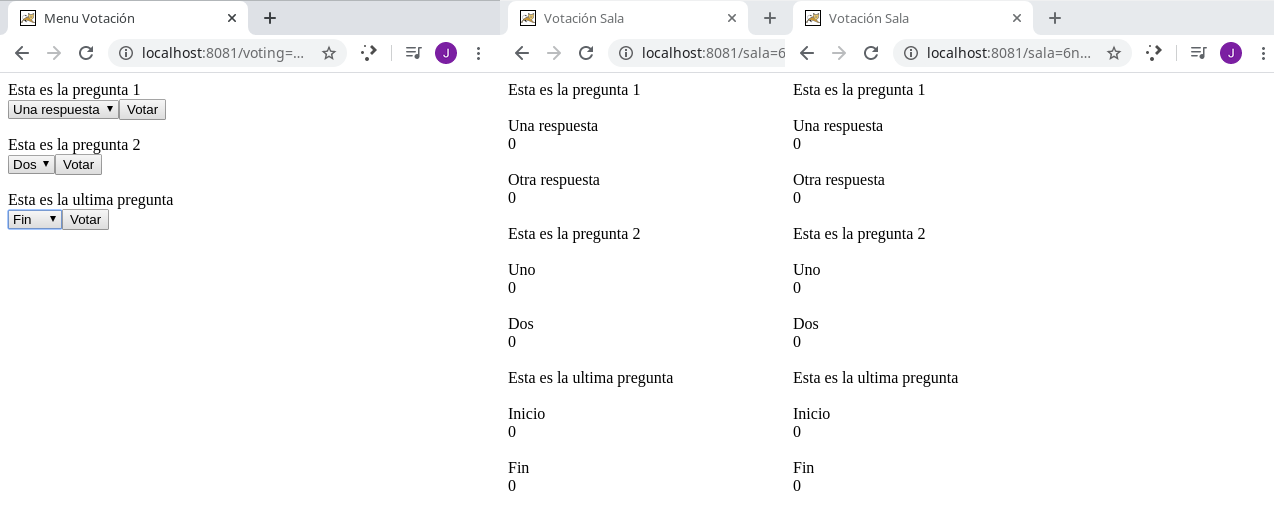 Menu Votación
localhost:8081/voting=...
J
Esta es la pregunta 1
Una respuesta Votar
Esta es la pregunta 2
Dos Votar
Esta es la ultima pregunta
Fin Votar
Votación Sala
localhost:8081/sala=6
Esta es la pregunta 1
Una respuesta
0
Otra respuesta
0
Esta es la pregunta 2
Uno
0
Dos
0
Esta es la ultima pregunta
Inicio
0
Fin
0
Votación Sala
localhost:8081/sala=6n...
J
Esta es la pregunta 1
Una respuesta
0
Otra respuesta
0
Esta es la pregunta 2
Uno
0
Dos
0
Esta es la ultima pregunta
Inicio
0
Fin
0